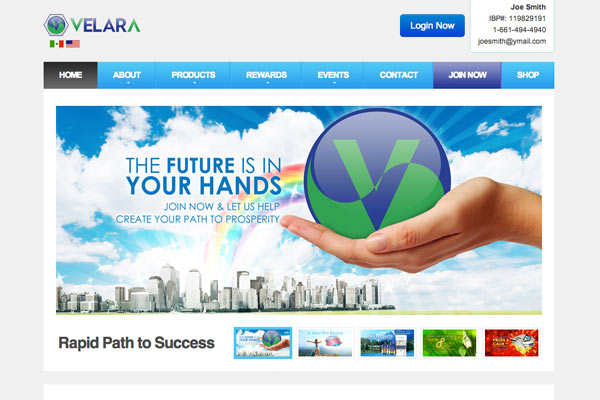 VELARA
Login Now
Joe Smith
IBP#: 119829191
1-661-494-4940
joesmith@ymail.com
HOME
ABOUT
PRODUCTS
REWARDS
EVENTS
CONTACT
JOIN NOW
SHOP
THE FUTURE IS IN
YOUR HANDS
JOIN NOW & LET US HELP
CREATE YOUR PATH TO PROSPERITY
Rapid Path to Success